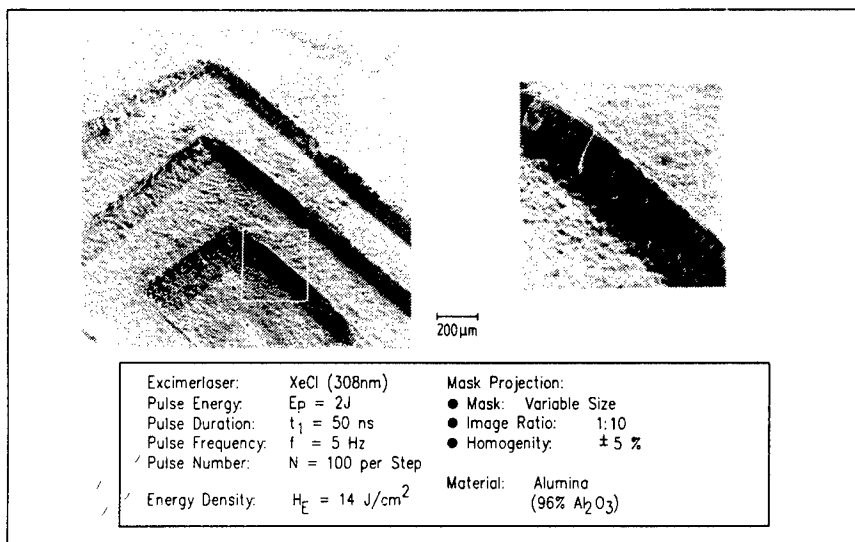 200µm
Excimerlaser: XeCl (308nm)
Pulse Energy: Ep = 2J
Pulse Duration: t₁ = 50 ns
Pulse Frequency: f = 5 Hz
Pulse Number: N = 100 per Step
Energy Density: H_E = 14 J/cm²
Mask Projection:
● Mask: Variable Size
● Image Ratio: 1:10
● Homogenity: ± 5 %
Material: Alumina
(96% Al₂O₃)